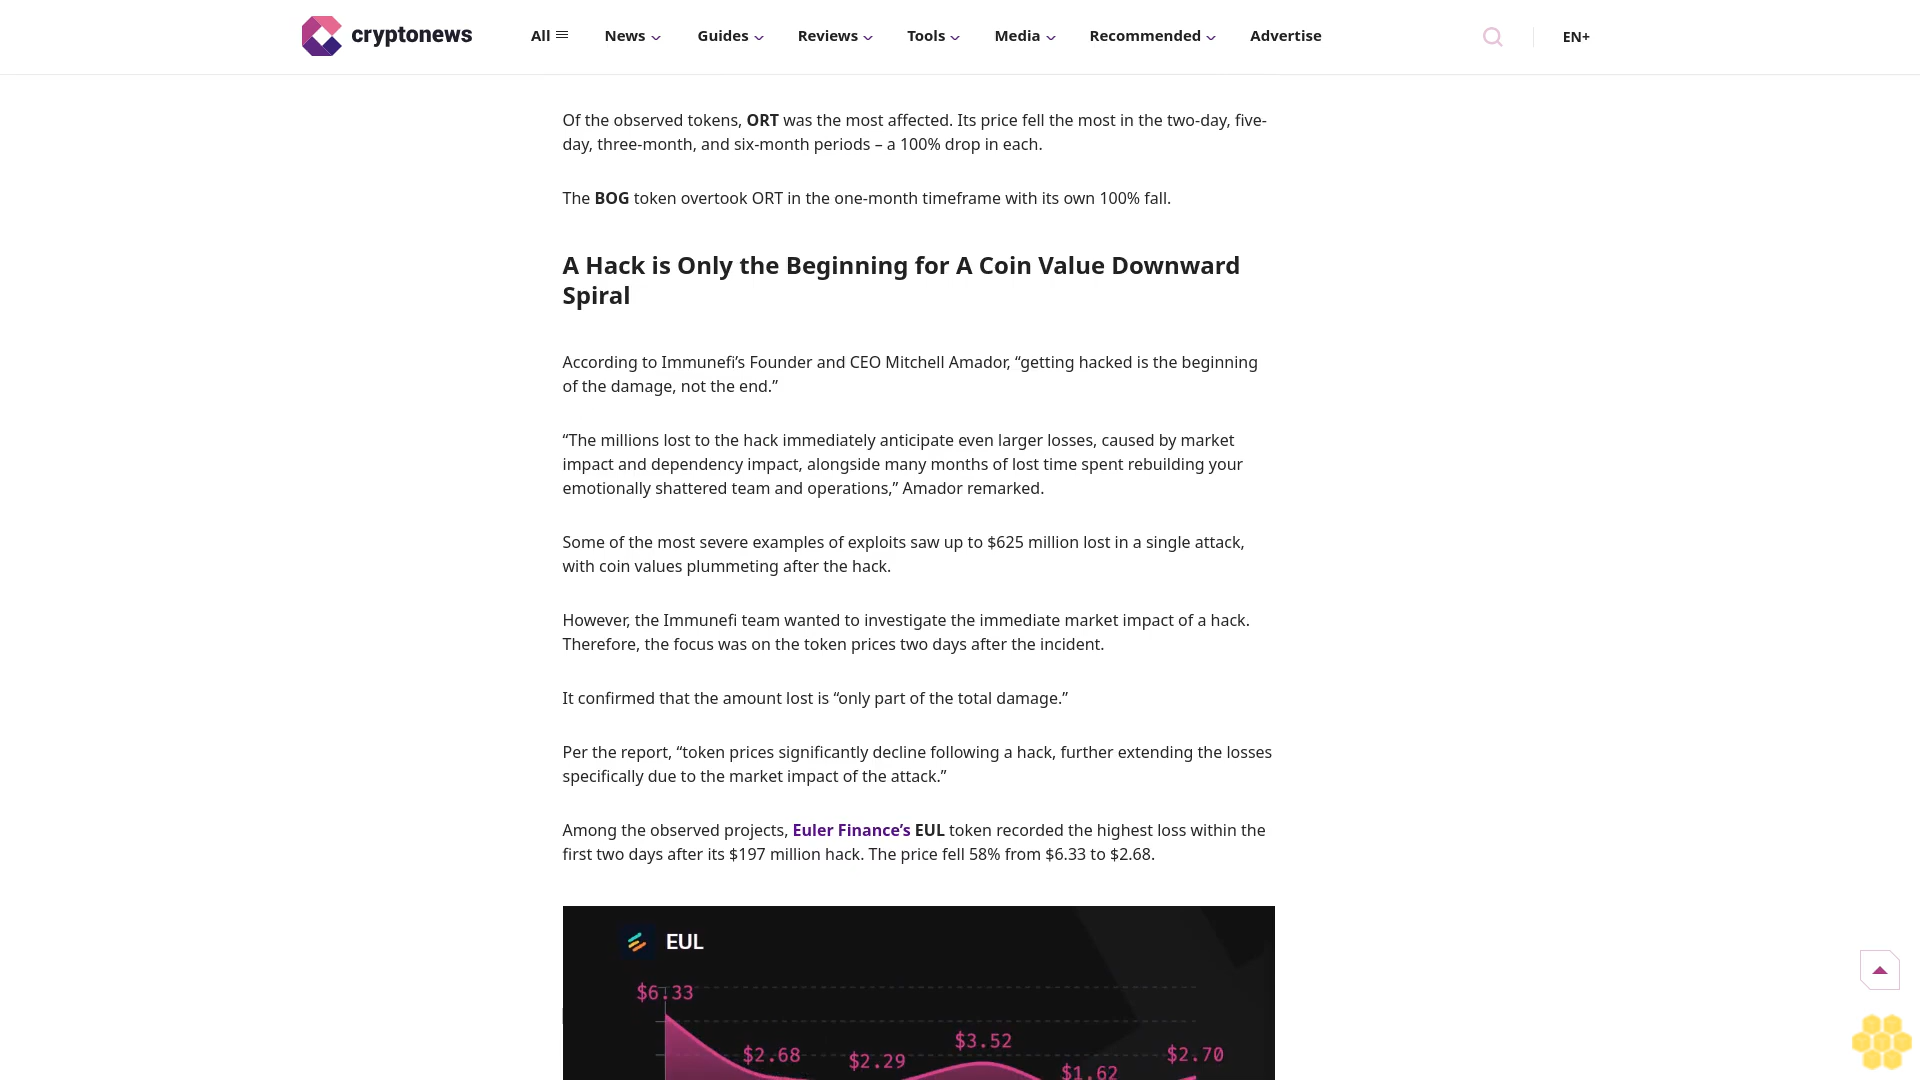 cryptonews
All
News
Guides
Reviews
Tools
Media
Recommended
Advertise
EN+
Of the observed tokens, ORT was the most affected. Its price fell the most in the two-day, five-
day, three-month, and six-month periods – a 100% drop in each.
The BOG token overtook ORT in the one-month timeframe with its own 100% fall.
A Hack is Only the Beginning for A Coin Value Downward
Spiral
According to Immunefi’s Founder and CEO Mitchell Amador, “getting hacked is the beginning
of the damage, not the end.”
“The millions lost to the hack immediately anticipate even larger losses, caused by market
impact and dependency impact, alongside many months of lost time spent rebuilding your
emotionally shattered team and operations,” Amador remarked.
Some of the most severe examples of exploits saw up to $625 million lost in a single attack,
with coin values plummeting after the hack.
However, the Immunefi team wanted to investigate the immediate market impact of a hack.
Therefore, the focus was on the token prices two days after the incident.
It confirmed that the amount lost is “only part of the total damage.”
Per the report, “token prices significantly decline following a hack, further extending the losses
specifically due to the market impact of the attack.”
Among the observed projects, Euler Finance’s EUL token recorded the highest loss within the
first two days after its $197 million hack. The price fell 58% from $6.33 to $2.68.
EUL
$6.33
$2.68
$2.29
$3.52
$1.62
$2.70